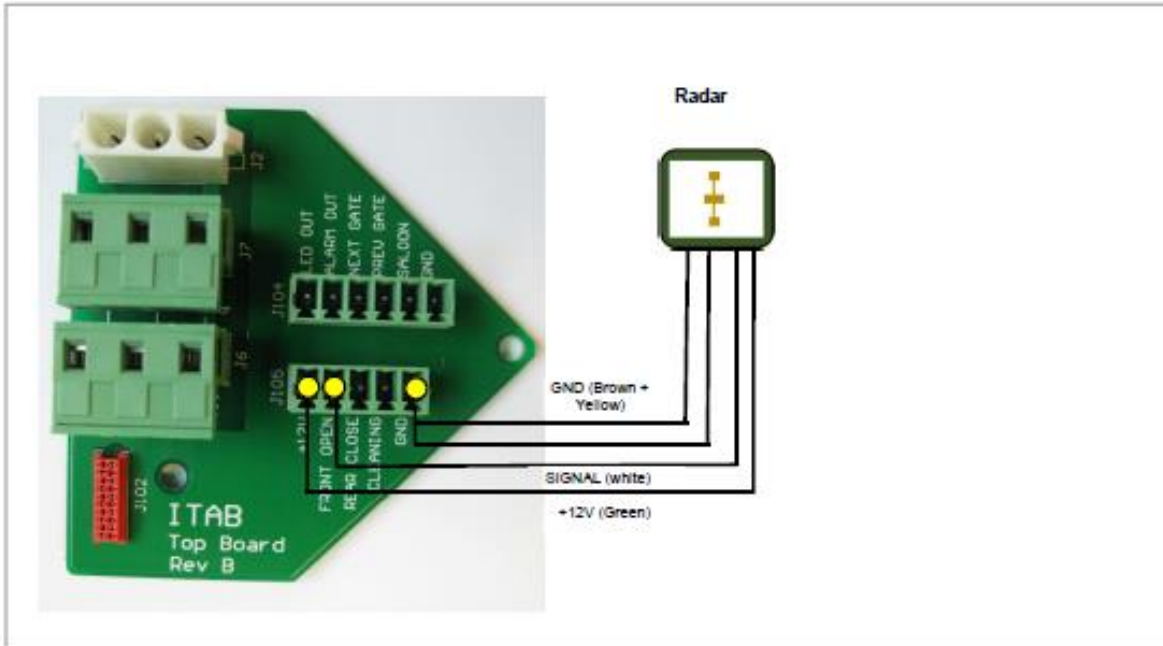 Radar
J2
J7
J6
LED OUT
ALARM OUT
NEXT GATE
PREV GATE
SALOON
GND
J104
J105
+12V
FRONT OPEN
REAR CLOSE
CLEANING
GND
GND (Brown +
Yellow)
SIGNAL (white)
+12V (Green)
J102
ITAB
Top Board
Rev B